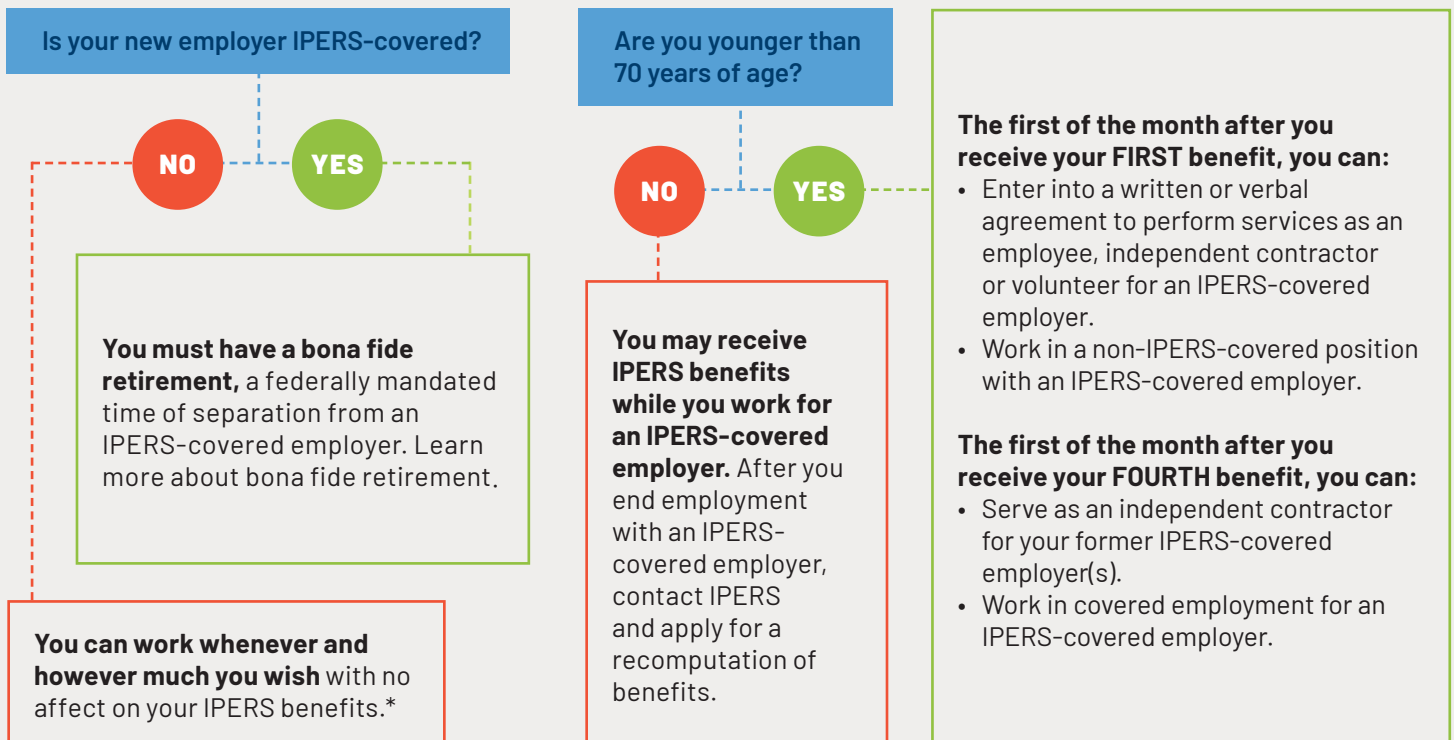 Is your new employer IPERS-covered?
NO
YES
You must have a bona fide
retirement, a federally mandated
time of separation from an
IPERS-covered employer. Learn
more about bona fide retirement.
You can work whenever and
however much you wish with no
affect on your IPERS benefits.*
Are you younger than
70 years of age?
NO
YES
You may receive
IPERS benefits
while you work for
an IPERS-covered
employer. After you
end employment
with an IPERS-
covered employer,
contact IPERS
and apply for a
recomputation of
benefits.
The first of the month after you
receive your FIRST benefit, you can:
• Enter into a written or verbal
agreement to perform services as an
employee, independent contractor
or volunteer for an IPERS-covered
employer.
• Work in a non-IPERS-covered position
with an IPERS-covered employer.
The first of the month after you
receive your FOURTH benefit, you can:
• Serve as an independent contractor
for your former IPERS-covered
employer(s).
• Work in covered employment for an
IPERS-covered employer.